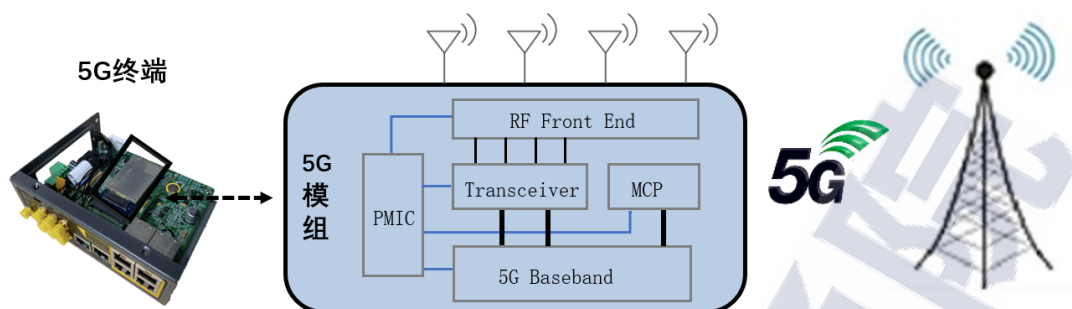 5G终端
5G
模
组
RF Front End
Transceiver
MCP
PMIC
5G Baseband
5G